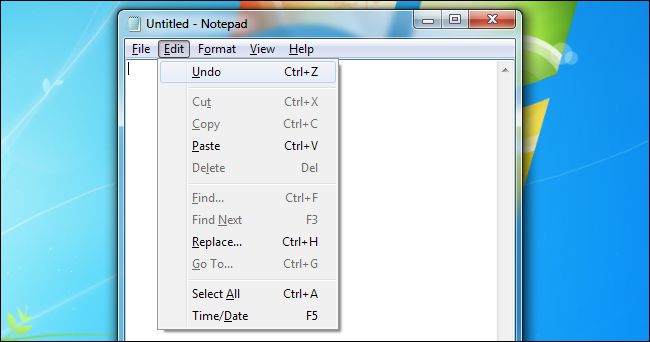 Untitled - Notepad
File Edit Format View Help
Undo Ctrl+Z
Cut Ctrl+X
Copy Ctrl+C
Paste Ctrl+V
Delete Del
Find... Ctrl+F
Find Next F3
Replace... Ctrl+H
Go To... Ctrl+G
Select All Ctrl+A
Time/Date F5